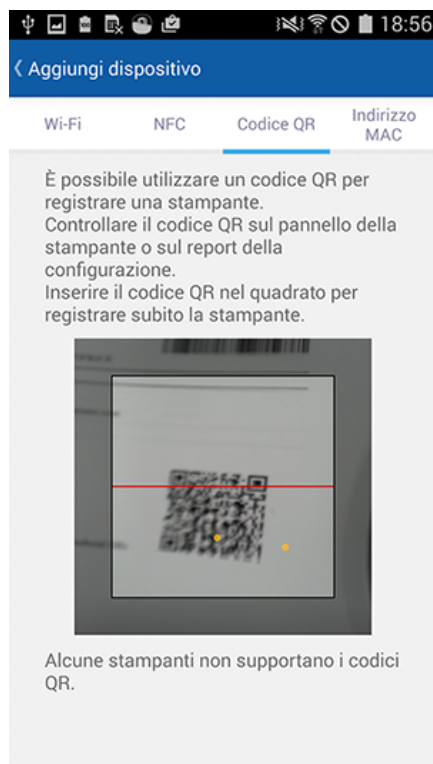 18:56
Aggiungi dispositivo
Wi-Fi
NFC
Codice QR
Indirizzo
MAC
È possibile utilizzare un codice QR per
registrare una stampante.
Controllare il codice QR sul pannello della
stampante o sul report della
configurazione.
Inserire il codice QR nel quadrato per
registrare subito la stampante.
Alcune stampanti non supportano i codici
QR.